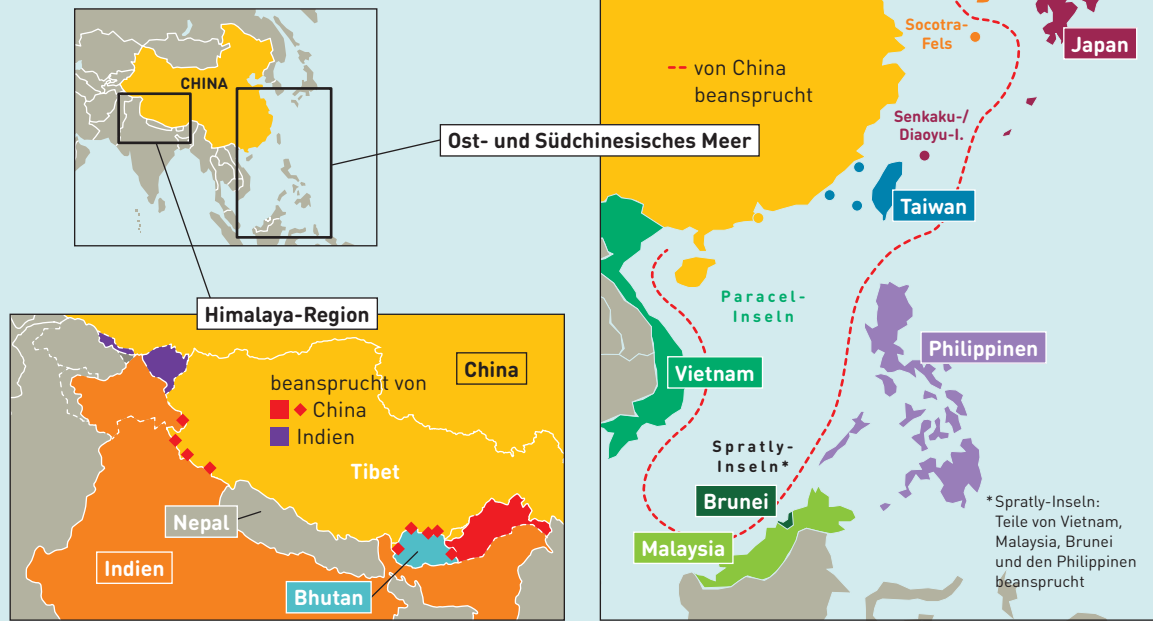 CHINA
Ost- und Südchinesisches Meer
Himalaya-Region
China
beansprucht von
China
Indien
Tibet
Nepal
Indien
Bhutan
Socotra-
Fels
Japan
von China
beansprucht
Senkaku-/
Diaoyu-I.
Taiwan
Paracel-
Inseln
Philippinen
Vietnam
Spratly-
Inseln*
Brunei
Malaysia
*Spratly-Inseln:
Teile von Vietnam,
Malaysia, Brunei
und den Philippinen
beansprucht